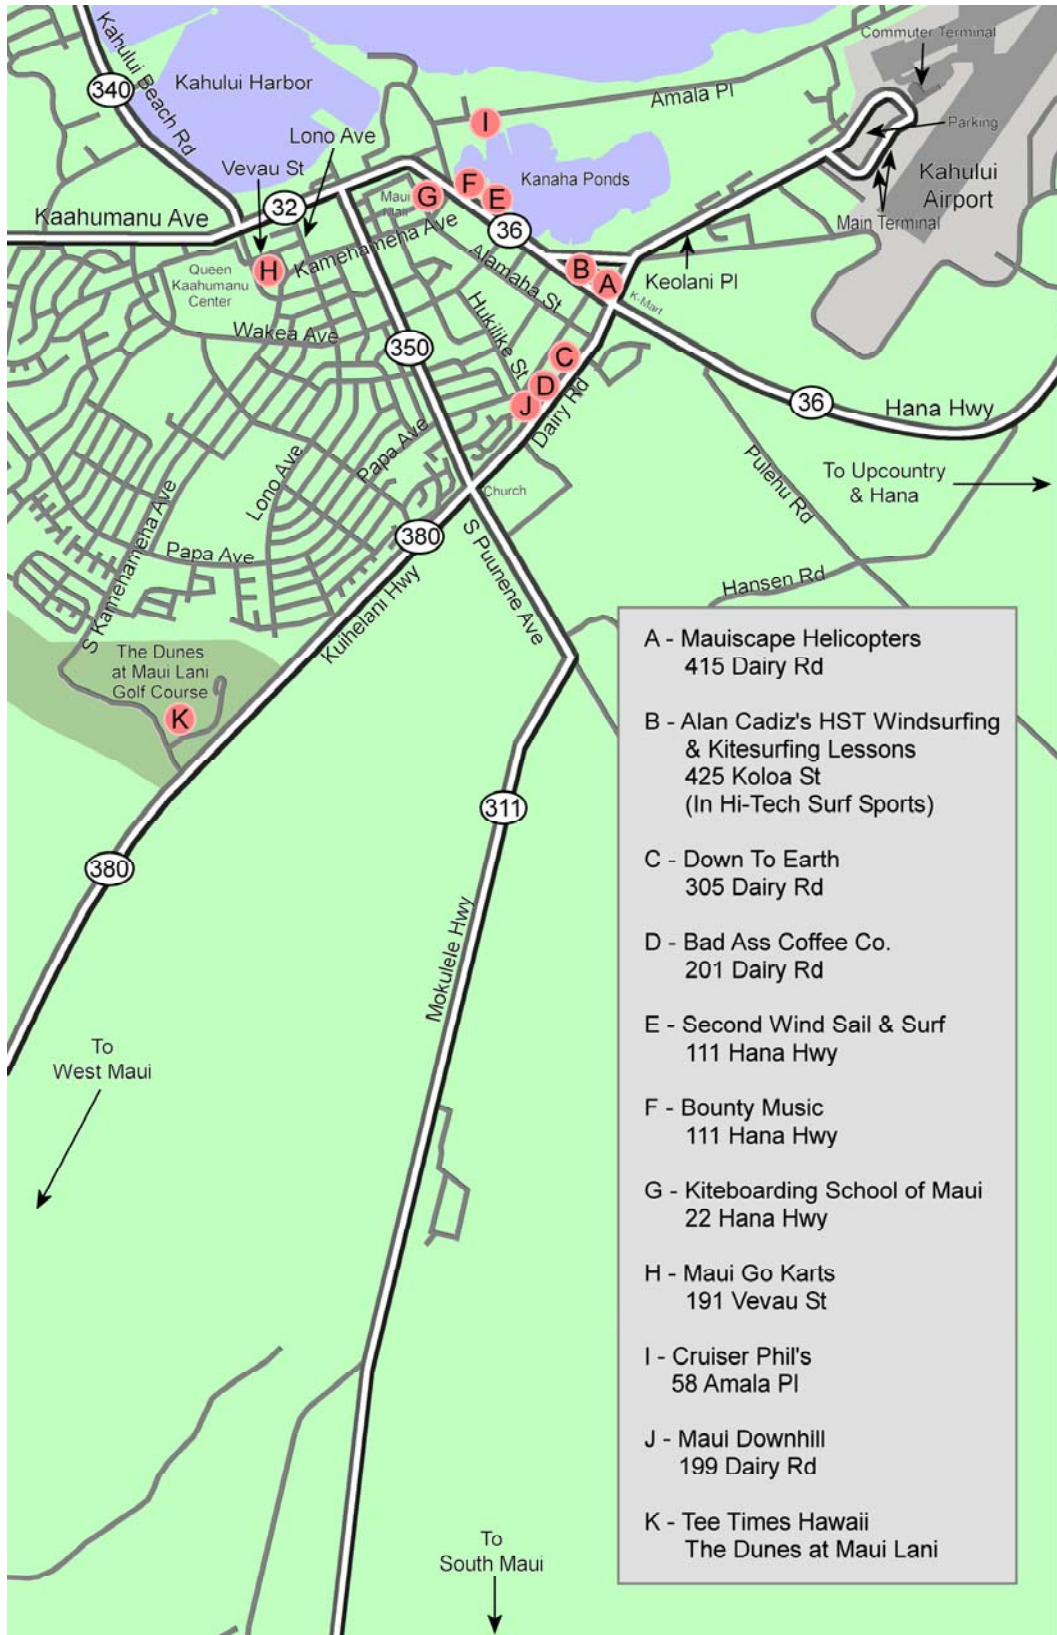 Commuter Terminal
Kahului Beach Rd
340
Kahului Harbor
Amala Pl
I
Lono Ave
Parking
Vevau St
Kanaha Ponds
Kahului
Airport
F
E
G
Maui
Mall
32
Kaahumanu Ave
36
Main Terminal
Kamehameha Ave
Keolani Pl
H
B
A
Queen
Kaahumanu
Center
Alamaha St
K-Mart
Wakea Ave
Hukilike St
350
C
D
J
Dairy Rd
36
Hana Hwy
Papa Ave
Lono Ave
Pulehu Rd
To Upcountry
& Hana
Church
S Kamehameha Ave
380
Papa Ave
S Puunene Ave
Hansen Rd
Kuihelani Hwy
The Dunes
at Maui Lani
Golf Course
K
311
380
Mokulele Hwy
To
West Maui
To
South Maui
A - Mauiscape Helicopters
415 Dairy Rd
B - Alan Cadiz's HST Windsurfing
& Kitesurfing Lessons
425 Koloa St
(In Hi-Tech Surf Sports)
C - Down To Earth
305 Dairy Rd
D - Bad Ass Coffee Co.
201 Dairy Rd
E - Second Wind Sail & Surf
111 Hana Hwy
F - Bounty Music
111 Hana Hwy
G - Kiteboarding School of Maui
22 Hana Hwy
H - Maui Go Karts
191 Vevau St
I - Cruiser Phil's
58 Amala Pl
J - Maui Downhill
199 Dairy Rd
K - Tee Times Hawaii
The Dunes at Maui Lani